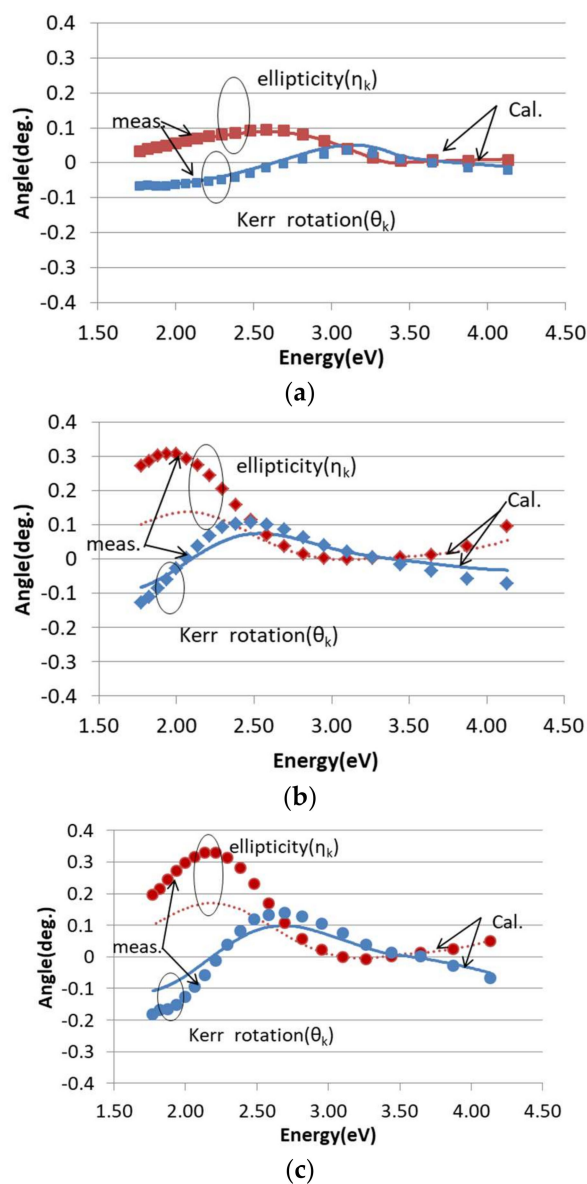 0.4
0.3
0.2
0.1
0
-0.1
-0.2
-0.3
-0.4
Angle(deg.)
ellipticity(ηk)
meas.
Cal.
Kerr rotation(θk)
1.50 2.00 2.50 3.00 3.50 4.00 4.50
Energy(eV)
(a)
0.4
0.3
0.2
0.1
0
-0.1
-0.2
-0.3
-0.4
Angle(deg.)
ellipticity(ηk)
Cal.
meas.
Kerr rotation(θk)
1.50 2.00 2.50 3.00 3.50 4.00 4.50
Energy(eV)
(b)
0.4
0.3
0.2
0.1
0
-0.1
-0.2
-0.3
-0.4
Angle(deg.)
ellipticity(ηk)
Cal.
meas.
Kerr rotation(θk)
1.50 2.00 2.50 3.00 3.50 4.00 4.50
Energy(eV)
(c)